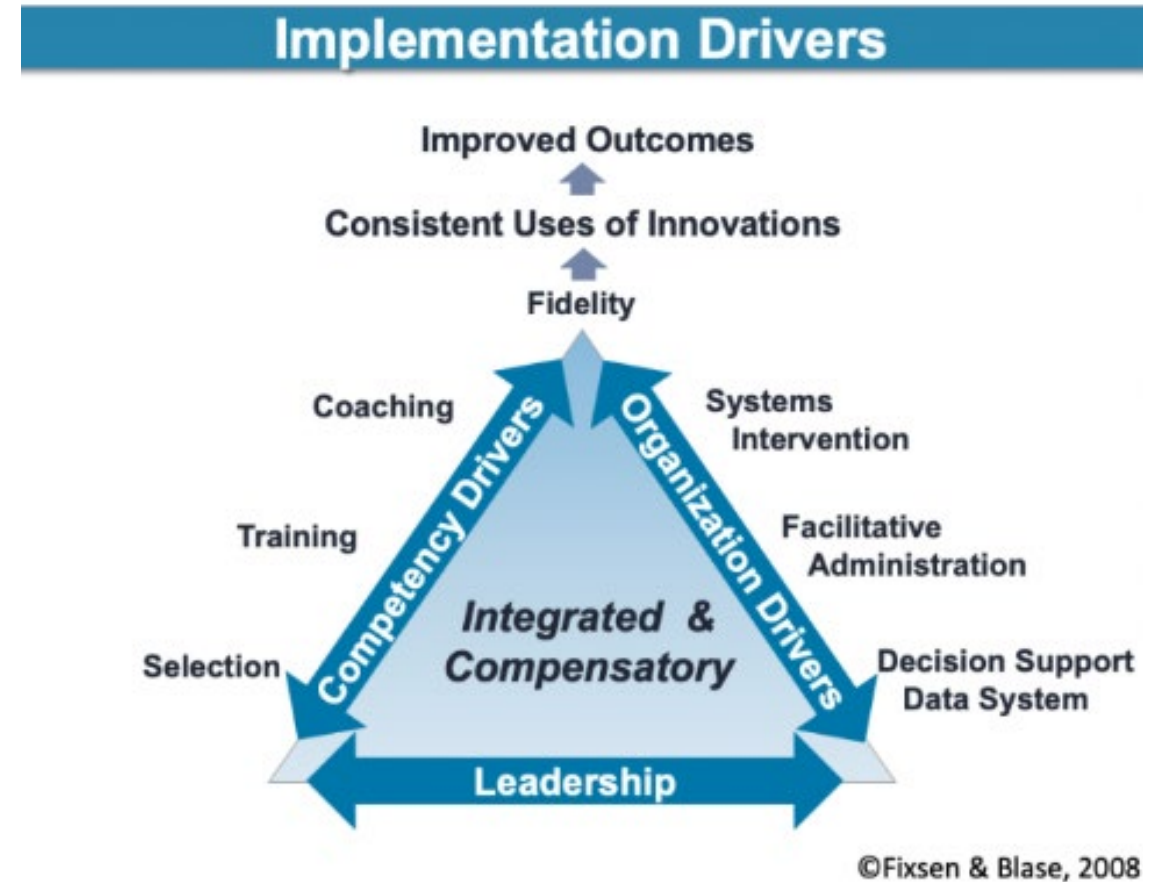 Implementation Drivers
Improved Outcomes
Consistent Uses of Innovations
Fidelity
Coaching
Training
Selection
Competency Drivers
Organization Drivers
Systems
Intervention
Facilitative
Administration
Decision Support
Data System
Integrated &
Compensatory
Leadership
©Fixsen & Blase, 2008